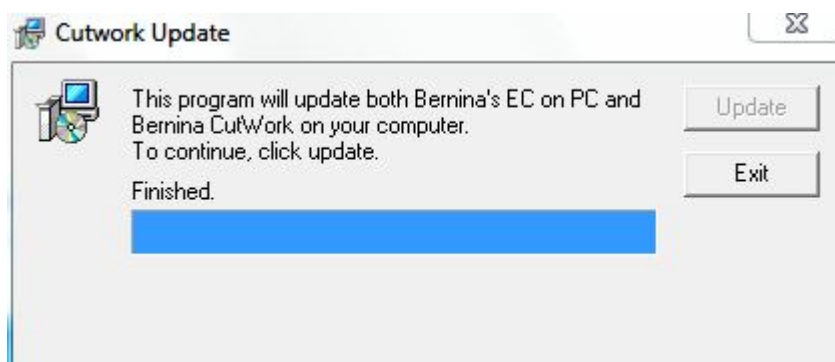 Cutwork Update
This program will update both Bernina's EC on PC and
Bernina CutWork on your computer.
To continue, click update.
Finished.
Update
Exit